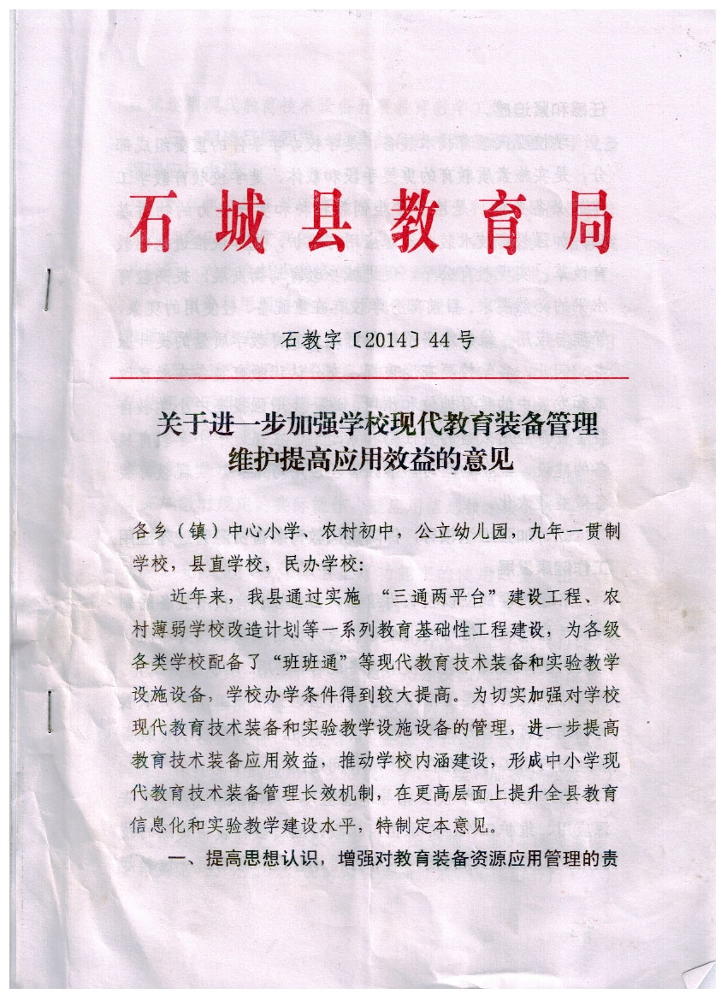 石城县教育局
石教字〔2014〕44号
关于进一步加强学校现代教育装备管理
维护提高应用效益的意见
各乡（镇）中心小学、农村初中，公立幼儿园，九年一贯制
学校，县直学校，民办学校：
近年来，我县通过实施 “三通两平台”建设工程、农
村薄弱学校改造计划等一系列教育基础性工程建设，为各级
各类学校配备了“班班通”等现代教育技术装备和实验教学
设施设备，学校办学条件得到较大提高。为切实加强对学校
现代教育技术装备和实验教学设施设备的管理，进一步提高
教育技术装备应用效益，推动学校内涵建设，形成中小学现
代教育技术装备管理长效机制，在更高层面上提升全县教育
信息化和实验教学建设水平，特制定本意见。
一、提高思想认识，增强对教育装备资源应用管理的责